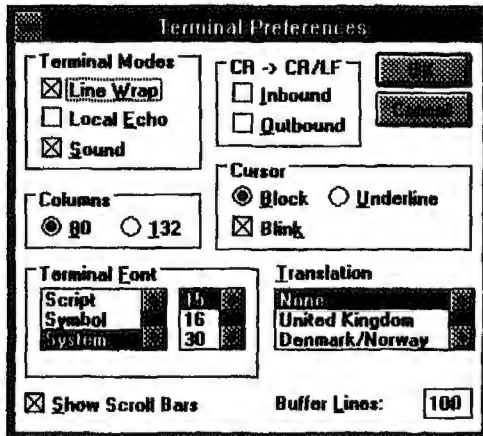 Terminal Preferences
Terminal Modes
Line Wrap
Local Echo
Sound
CR -> CR/LF
Inbound
Outbound
OK
Cancel
Columns
80
132
Cursor
Block
Underline
Blink
Terminal Font
Script
Symbol
System
15
16
30
Translation
None
United Kingdom
Denmark/Norway
Show Scroll Bars
Buffer Lines:
100